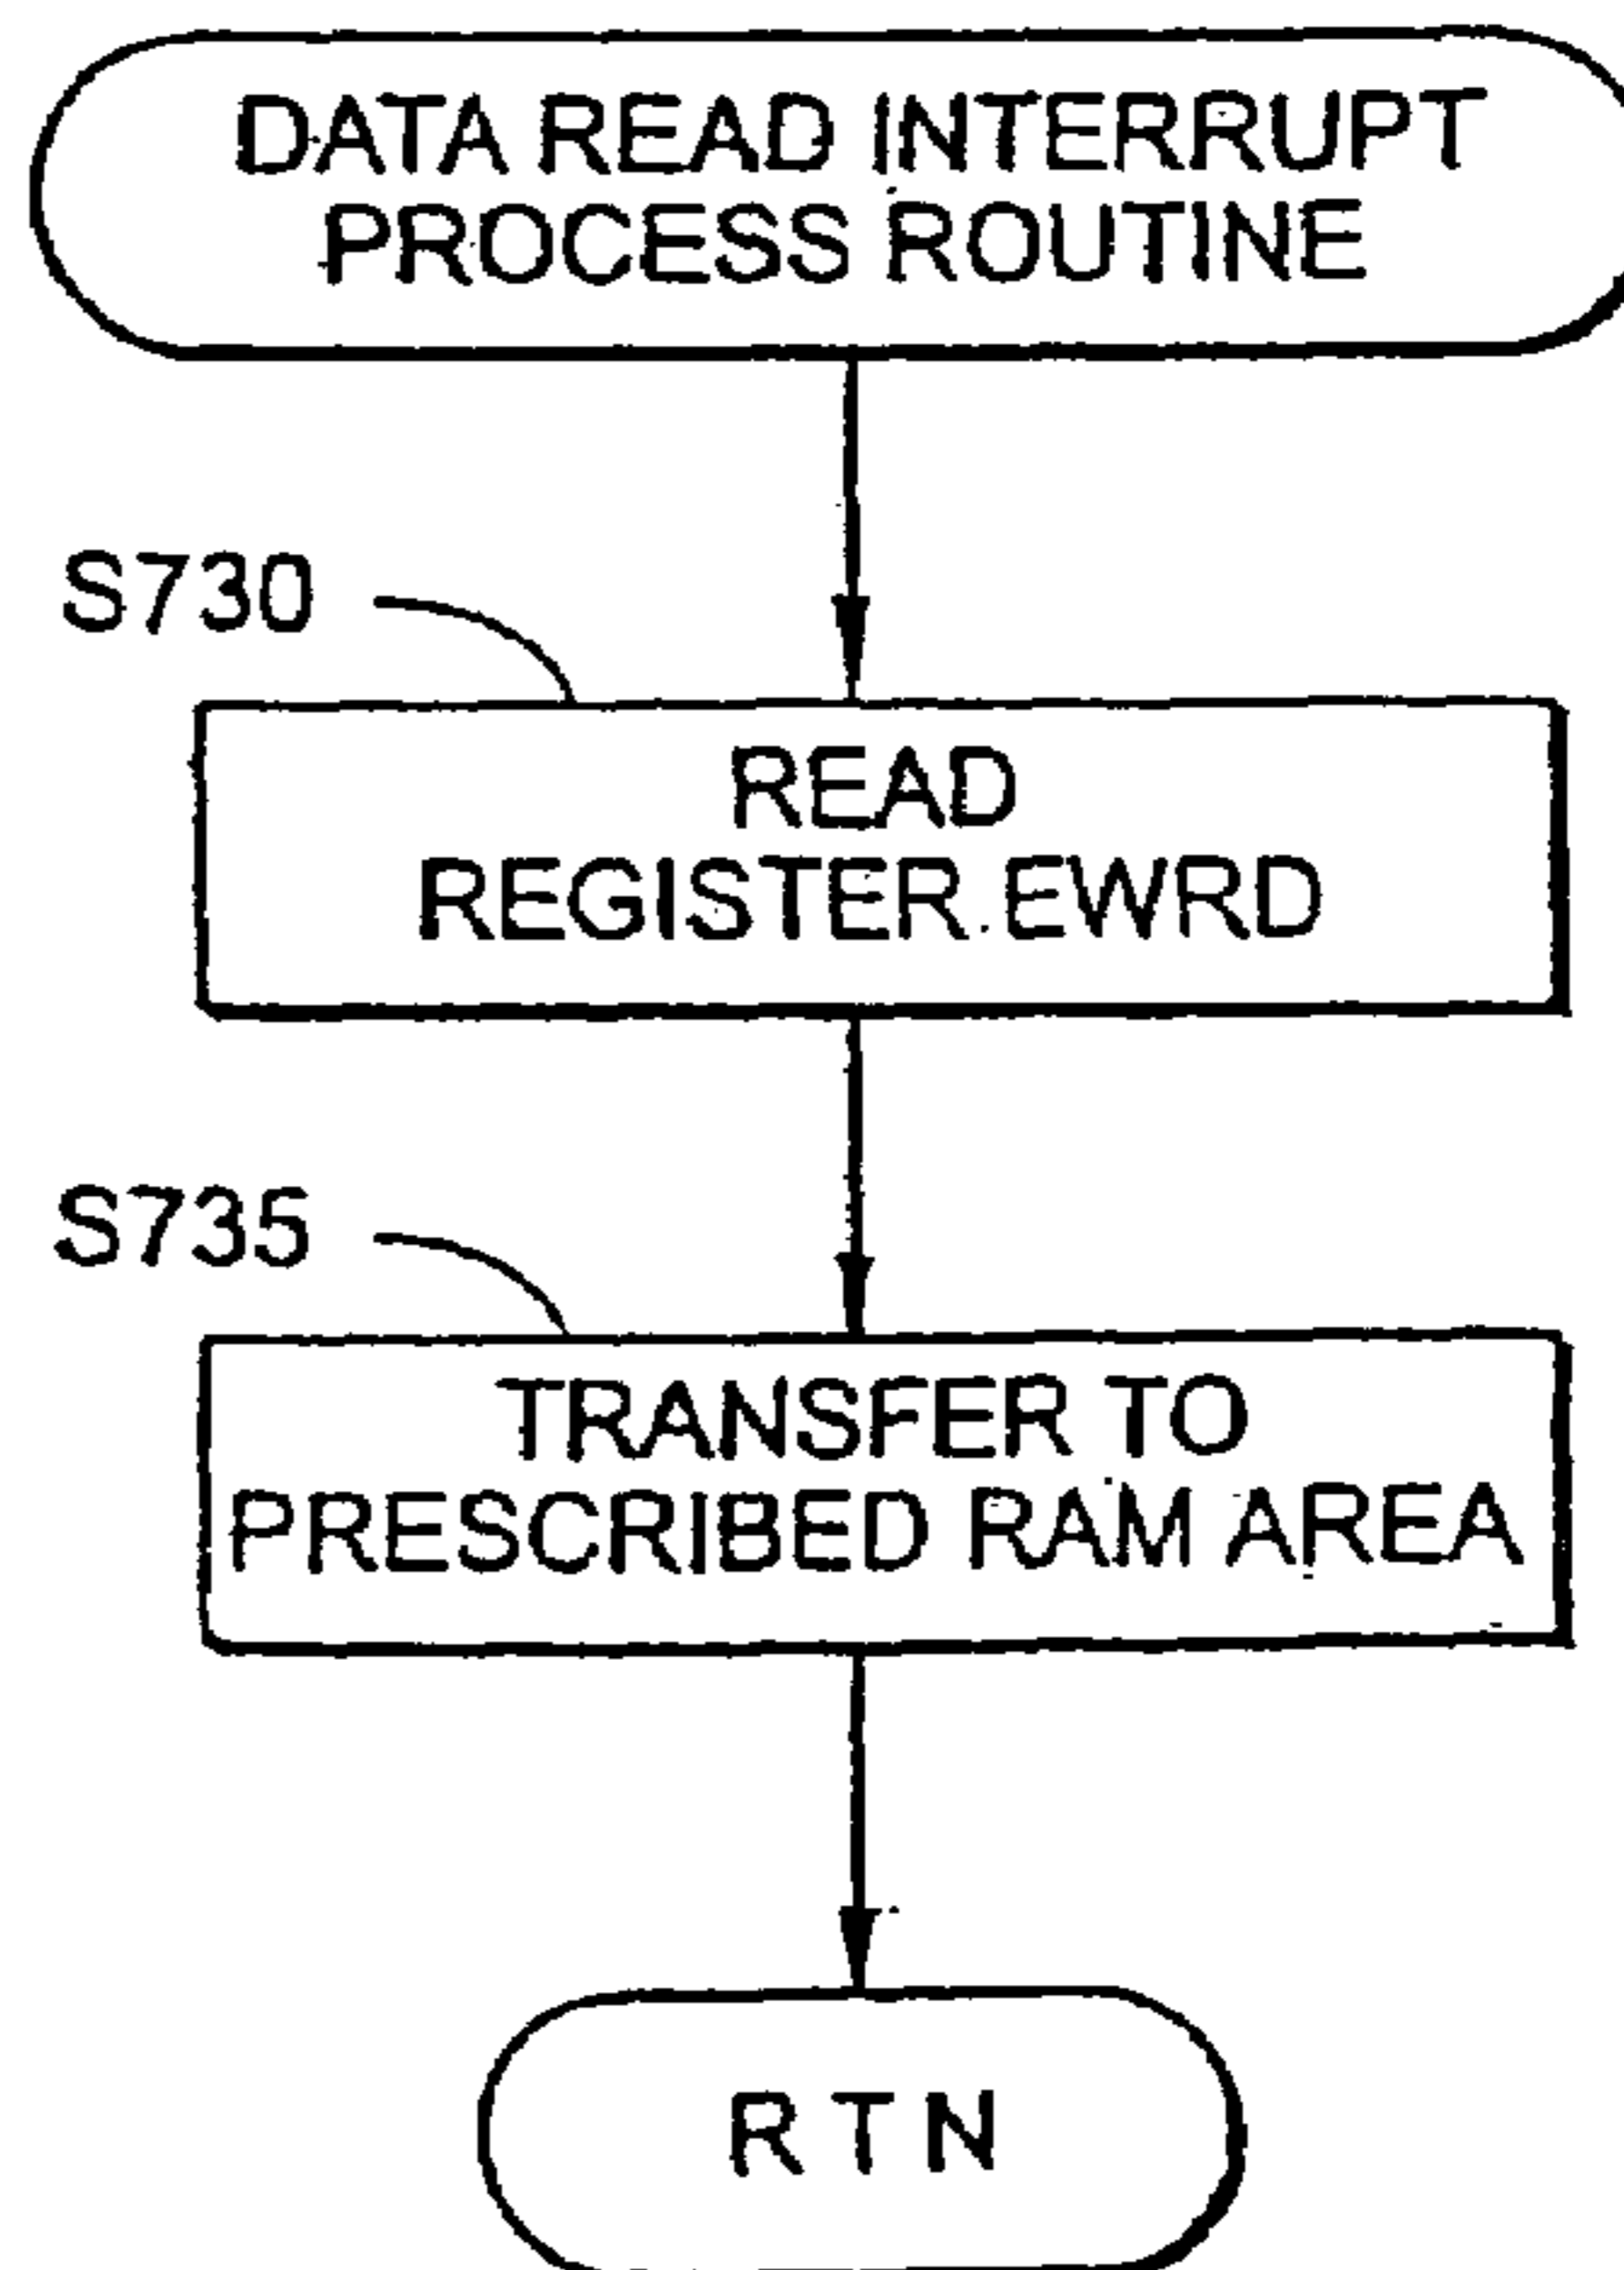 DATA READ INTERRUPT
PROCESS ROUTINE
S730
READ
REGISTER.EWRD
S735
TRANSFER TO
PRESCRIBED RAM AREA
RTN